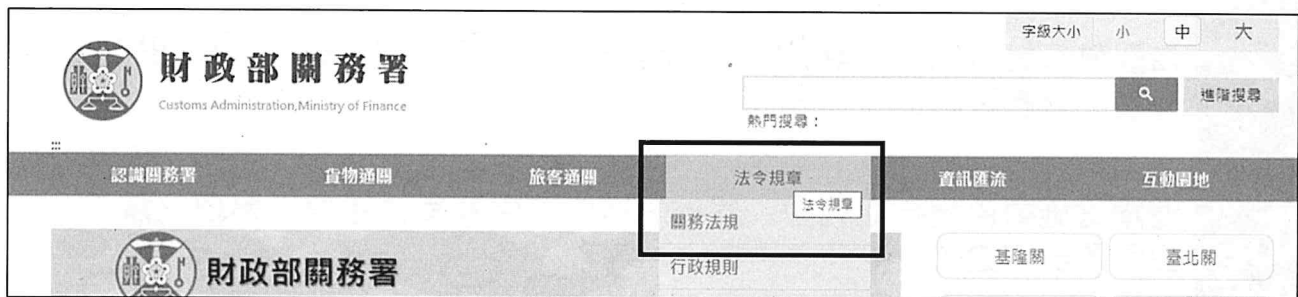 字級大小 小 中 大
財政部關務署
Customs Administration,Ministry of Finance
進階搜尋
熱門搜尋：
:::
認識關務署 貨物通關 旅客通關 法令規章 資訊匯流 互動園地
法令規章
關務法規
財政部關務署
行政規則
基隆關 臺北關